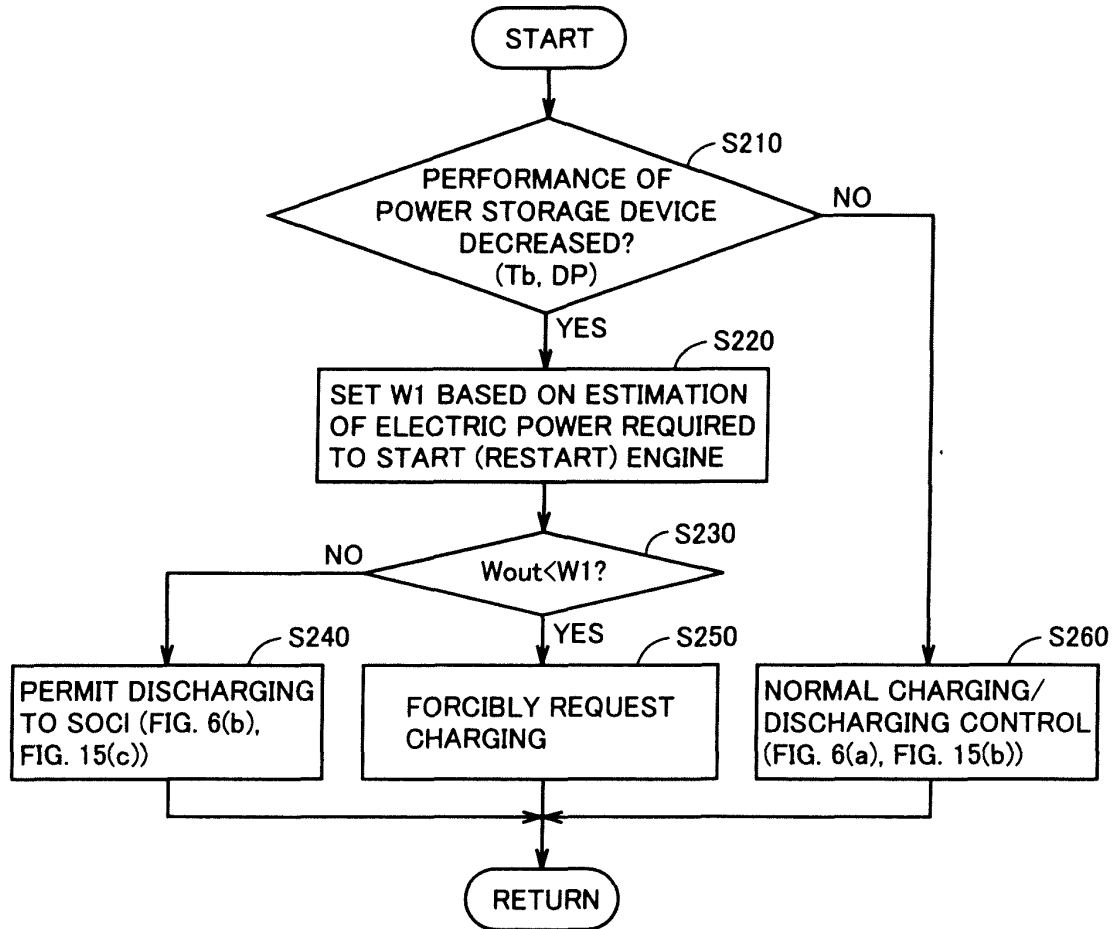 START
S210
PERFORMANCE OF
POWER STORAGE DEVICE
DECREASED?
(Tb, DP)
NO
YES
S220
SET W1 BASED ON ESTIMATION
OF ELECTRIC POWER REQUIRED
TO START (RESTART) ENGINE
S230
NO
Wout<W1?
YES
S240
PERMIT DISCHARGING
TO SOCl (FIG. 6(b),
FIG. 15(c))
S250
FORCIBLY REQUEST
CHARGING
S260
NORMAL CHARGING/
DISCHARGING CONTROL
(FIG. 6(a), FIG. 15(b))
RETURN